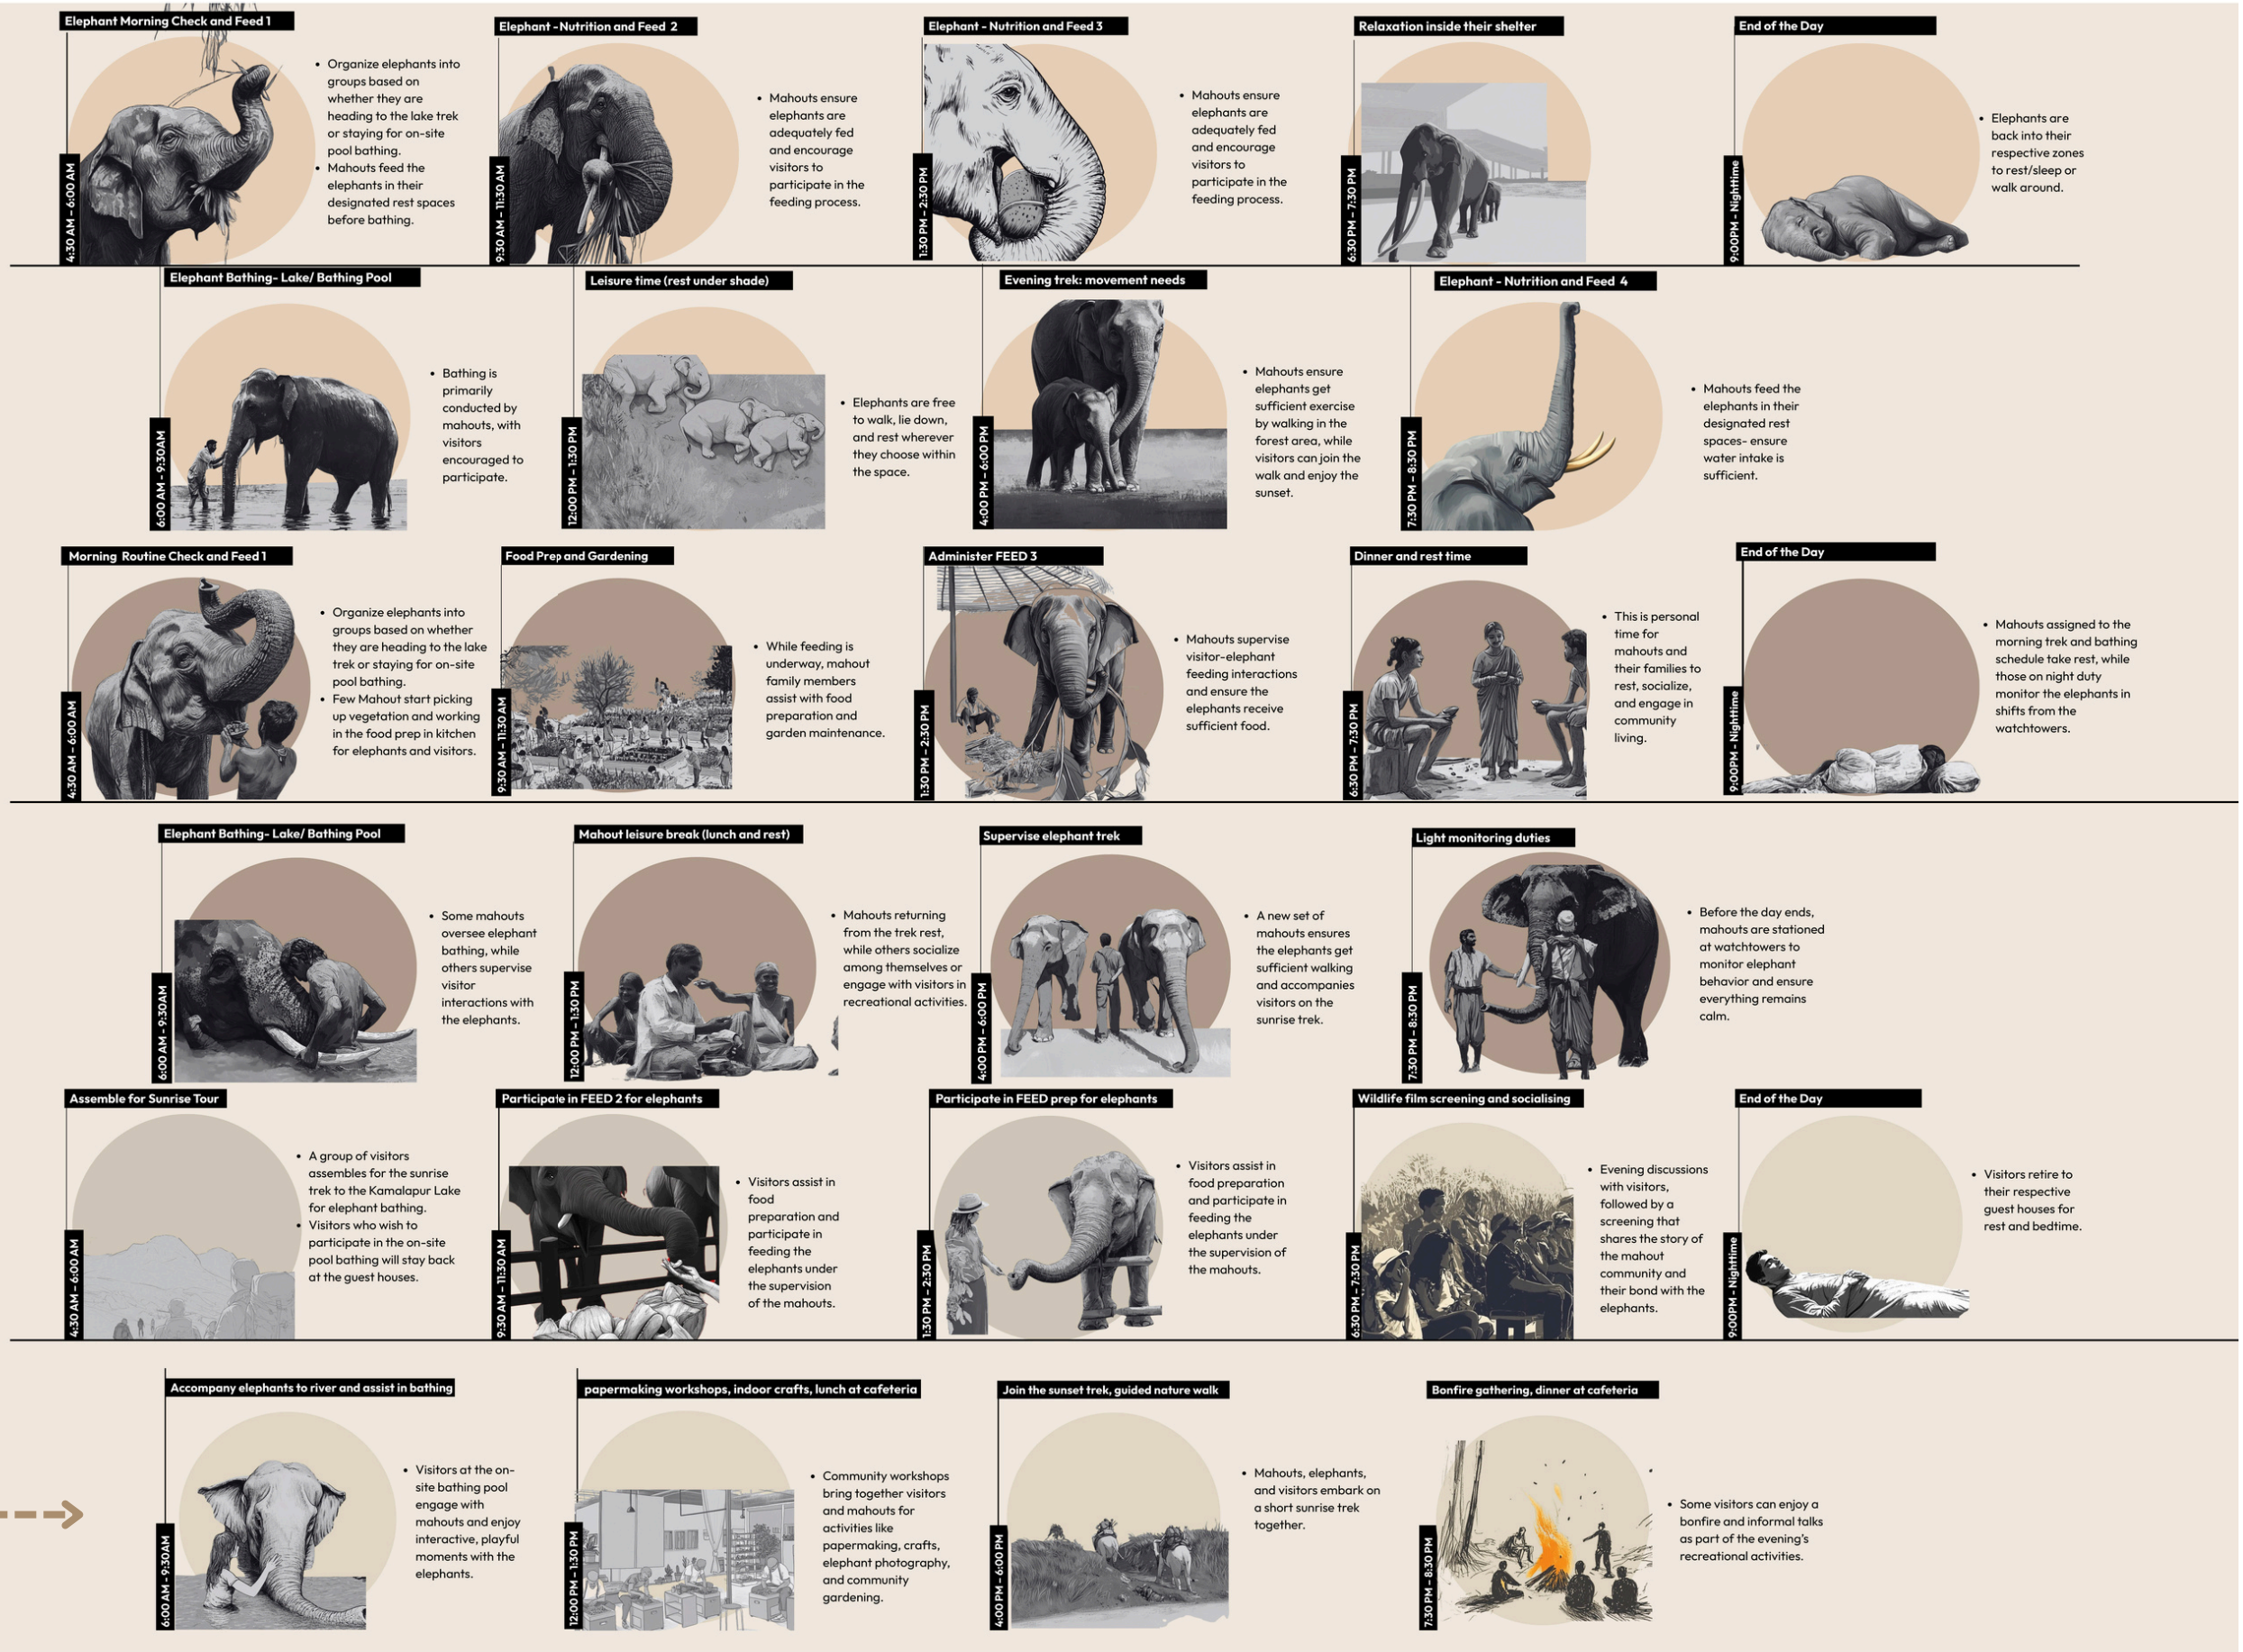 Elephant Morning Check and Feed 1
4:30 AM – 6:00 AM
• Organize elephants into
groups based on
whether they are
heading to the lake trek
or staying for on-site
pool bathing.
• Mahouts feed the
elephants in their
designated rest spaces
before bathing.
Elephant -Nutrition and Feed 2
9:30 AM – 11:30 AM
• Mahouts ensure
elephants are
adequately fed
and encourage
visitors to
participate in the
feeding process.
Elephant - Nutrition and Feed 3
1:30 PM – 2:30 PM
• Mahouts ensure
elephants are
adequately fed
and encourage
visitors to
participate in the
feeding process.
Relaxation inside their shelter
6:30 PM – 7:30 PM
End of the Day
9:00PM - Nighttime
• Elephants are
back into their
respective zones
to rest/sleep or
walk around.
Elephant Bathing- Lake/ Bathing Pool
6:00 AM – 9:30AM
• Bathing is
primarily
conducted by
mahouts, with
visitors
encouraged to
participate.
Leisure time (rest under shade)
12:00 PM – 1:30 PM
• Elephants are free
to walk, lie down,
and rest wherever
they choose within
the space.
Evening trek: movement needs
4:00 PM – 6:00 PM
• Mahouts ensure
elephants get
sufficient exercise
by walking in the
forest area, while
visitors can join the
walk and enjoy the
sunset.
Elephant - Nutrition and Feed 4
7:30 PM – 8:30 PM
• Mahouts feed the
elephants in their
designated rest
spaces- ensure
water intake is
sufficient.
Morning Routine Check and Feed 1
4:30 AM – 6:00 AM
• Organize elephants into
groups based on whether
they are heading to the lake
trek or staying for on-site
pool bathing.
• Few Mahout start picking
up vegetation and working
in the food prep in kitchen
for elephants and visitors.
Food Prep and Gardening
9:30 AM – 11:30 AM
• While feeding is
underway, mahout
family members
assist with food
preparation and
garden maintenance.
Administer FEED 3
1:30 PM – 2:30 PM
• Mahouts supervise
visitor-elephant
feeding interactions
and ensure the
elephants receive
sufficient food.
Dinner and rest time
6:30 PM – 7:30 PM
• This is personal
time for
mahouts and
their families to
rest, socialize,
and engage in
community
living.
End of the Day
9:00PM - Nighttime
• Mahouts assigned to the
morning trek and bathing
schedule take rest, while
those on night duty
monitor the elephants in
shifts from the
watchtowers.
Elephant Bathing- Lake/ Bathing Pool
6:00 AM – 9:30AM
• Some mahouts
oversee elephant
bathing, while
others supervise
visitor
interactions with
the elephants.
Mahout leisure break (lunch and rest)
12:00 PM – 1:30 PM
• Mahouts returning
from the trek rest,
while others socialize
among themselves or
engage with visitors in
recreational activities.
Supervise elephant trek
4:00 PM – 6:00 PM
• A new set of
mahouts ensures
the elephants get
sufficient walking
and accompanies
visitors on the
sunrise trek.
Light monitoring duties
7:30 PM – 8:30 PM
• Before the day ends,
mahouts are stationed
at watchtowers to
monitor elephant
behavior and ensure
everything remains
calm.
Assemble for Sunrise Tour
4:30 AM – 6:00 AM
• A group of visitors
assembles for the sunrise
trek to the Kamalapur Lake
for elephant bathing.
• Visitors who wish to
participate in the on-site
pool bathing will stay back
at the guest houses.
Participate in FEED 2 for elephants
9:30 AM – 11:30 AM
• Visitors assist in
food
preparation and
participate in
feeding the
elephants under
the supervision
of the mahouts.
Participate in FEED prep for elephants
1:30 PM – 2:30 PM
• Visitors assist in
food preparation
and participate in
feeding the
elephants under
the supervision of
the mahouts.
Wildlife film screening and socialising
6:30 PM – 7:30 PM
• Evening discussions
with visitors,
followed by a
screening that
shares the story of
the mahout
community and
their bond with the
elephants.
End of the Day
9:00PM - Nighttime
• Visitors retire to
their respective
guest houses for
rest and bedtime.
Accompany elephants to river and assist in bathing
6:00 AM – 9:30AM
• Visitors at the on-
site bathing pool
engage with
mahouts and enjoy
interactive, playful
moments with the
elephants.
papermaking workshops, indoor crafts, lunch at cafeteria
12:00 PM – 1:30 PM
• Community workshops
bring together visitors
and mahouts for
activities like
papermaking, crafts,
elephant photography,
and community
gardening.
Join the sunset trek, guided nature walk
4:00 PM – 6:00 PM
• Mahouts, elephants,
and visitors embark on
a short sunrise trek
together.
Bonfire gathering, dinner at cafeteria
7:30 PM – 8:30 PM
• Some visitors can enjoy a
bonfire and informal talks
as part of the evening's
recreational activities.